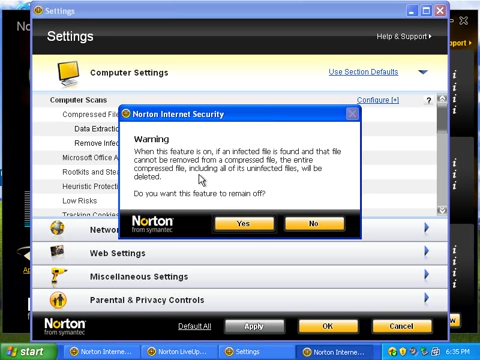 Settings
Settings
Help & Support
Computer Settings
Use Section Defaults
Computer Scans
Configure [+]
?
Compressed File
Data Extractio
Remove Infec
Microsoft Office A
Rootkits and Stea
Heuristic Protecti
Low Risks
Tracking Cookies
Norton Internet Security
Warning
When this feature is on, if an infected file is found and that file
cannot be removed from a compressed file, the entire
compressed file, including all of its uninfected files, will be
deleted.
Do you want this feature to remain off?
Norton
from symantec
Yes
No
Netwo
Web Settings
Miscellaneous Settings
Parental & Privacy Controls
Norton
from symantec
Default All
Apply
OK
Cancel
start
Norton Interne...
Norton LiveUp...
Settings
Norton Interne...
6:35 PM